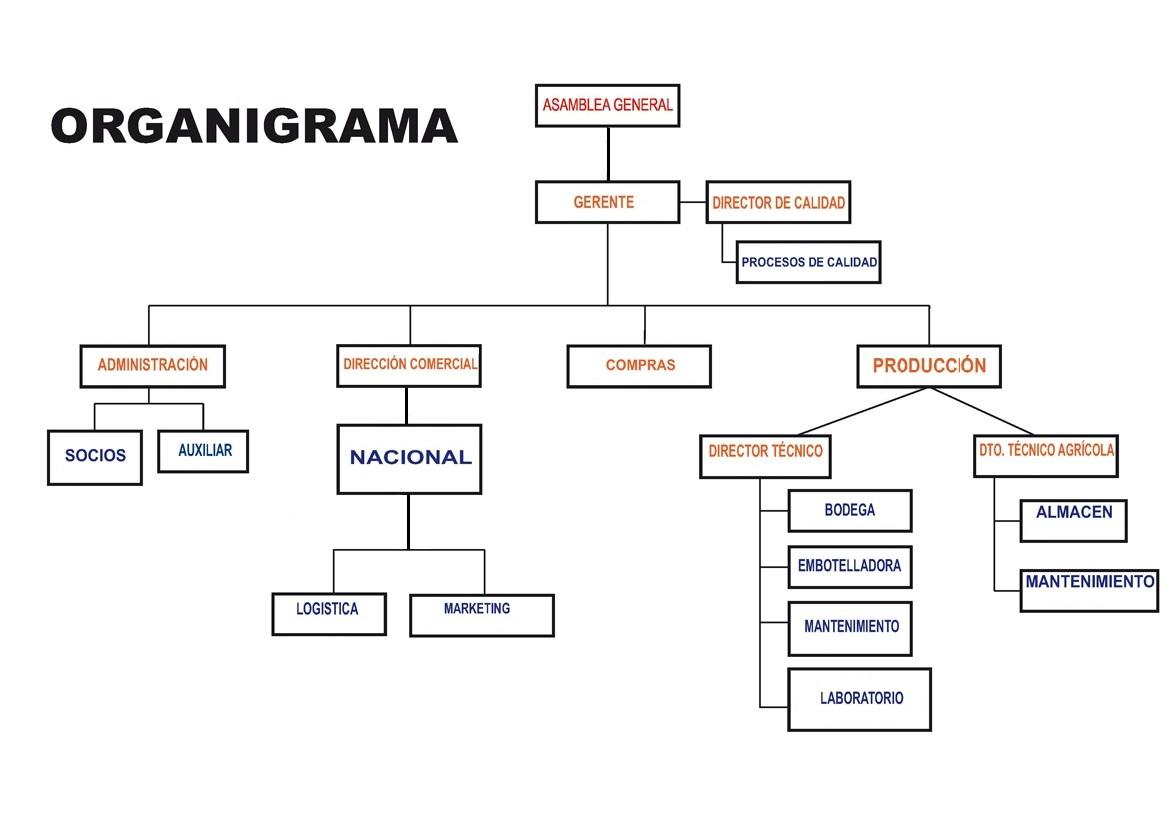 ORGANIGRAMA
ASAMBLEA GENERAL
GERENTE
DIRECTOR DE CALIDAD
PROCESOS DE CALIDAD
ADMINISTRACIÓN
DIRECCIÓN COMERCIAL
COMPRAS
PRODUCCIÓN
SOCIOS
AUXILIAR
NACIONAL
LOGISTICA
MARKETING
DIRECTOR TÉCNICO
BODEGA
EMBOTELLADORA
MANTENIMIENTO
LABORATORIO
DTO. TÉCNICO AGRÍCOLA
ALMACEN
MANTENIMIENTO